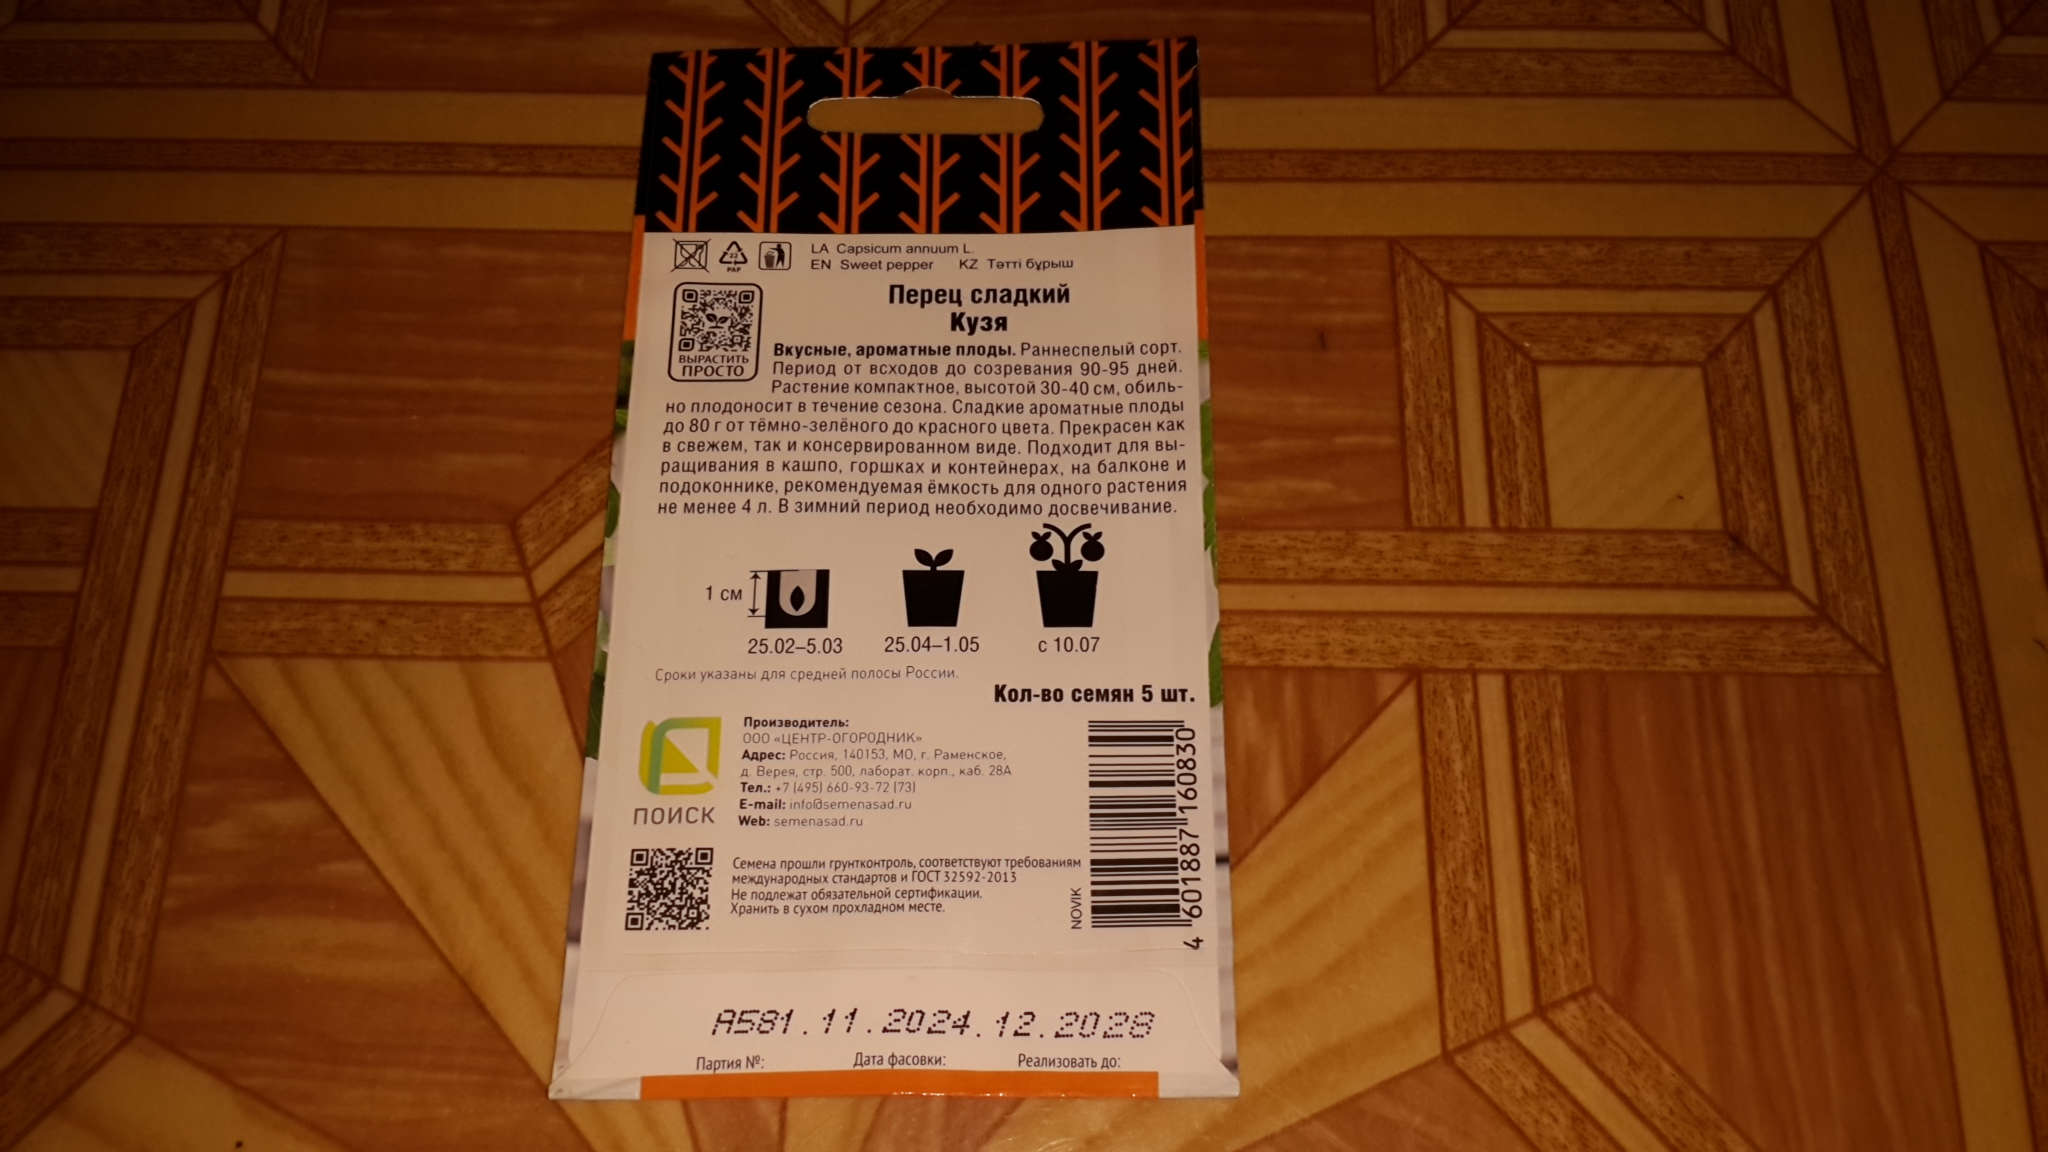 LA Capsicum annuum L.
EN Sweet pepper KZ Тәтті бұрыш
22
PAP
ВЫРАСТИТЬ
ПРОСТО
Перец сладкий
Кузя
Вкусные, ароматные плоды. Раннеспелый сорт.
Период от всходов до созревания 90-95 дней.
Растение компактное, высотой 30-40 см, обиль-
но плодоносит в течение сезона. Сладкие ароматные плоды
до 80 г от тёмно-зелёного до красного цвета. Прекрасен как
в свежем, так и консервированном виде. Подходит для вы-
ращивания в кашпо, горшках и контейнерах, на балконе и
подоконнике, рекомендуемая ёмкость для одного растения
не менее 4 л. В зимний период необходимо досвечивание.
1 см
25.02–5.03 25.04–1.05 с 10.07
Сроки указаны для средней полосы России.
Кол-во семян 5 шт.
ПОИСК
Производитель:
ООО «ЦЕНТР-ОГОРОДНИК»
Адрес: Россия, 140153, МО, г. Раменское,
д. Верея, стр. 500, лаборат. корп., каб. 28А
Тел.: +7 (495) 660-93-72 (73)
E-mail: info@semenasad.ru
Web: semenasad.ru
Семена прошли грунтконтроль, соответствуют требованиям
международных стандартов и ГОСТ 32592-2013
Не подлежат обязательной сертификации.
Хранить в сухом прохладном месте.
NOVIK
4 601887 160830
A581.11.2024.12.2028
Партия №: Дата фасовки: Реализовать до: